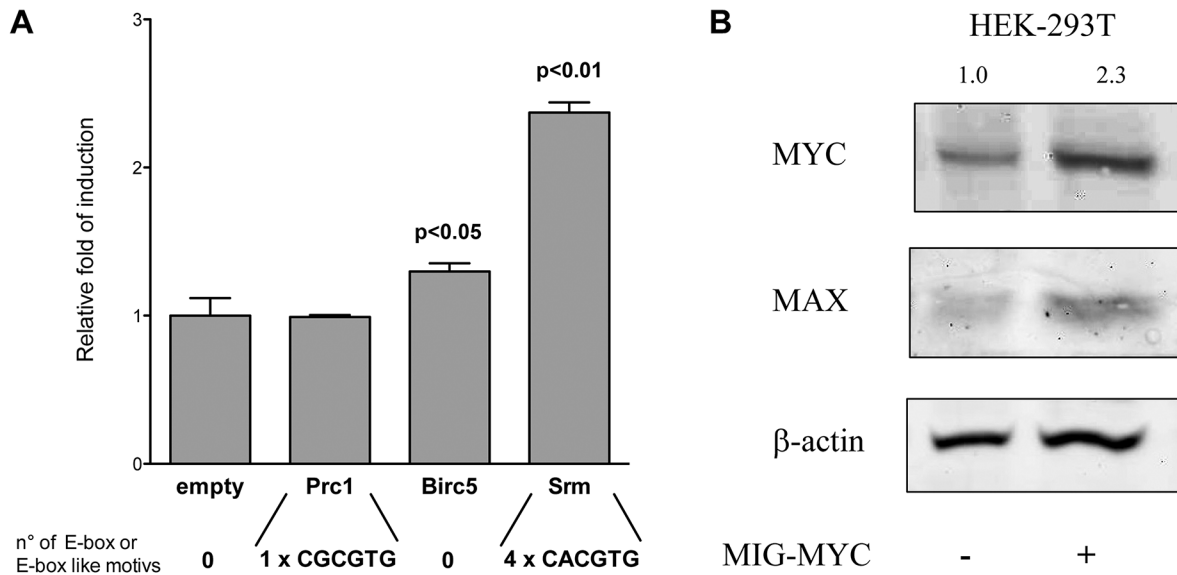 A
3
2
1
0
Relative fold of induction
p<0.05
p<0.01
empty Prc1 Birc5 Srm
n° of E-box or
E-box like motivs
0 1 x CGCGTG 0 4 x CACGTG
B
HEK-293T
1.0 2.3
MYC
MAX
β-actin
MIG-MYC - +